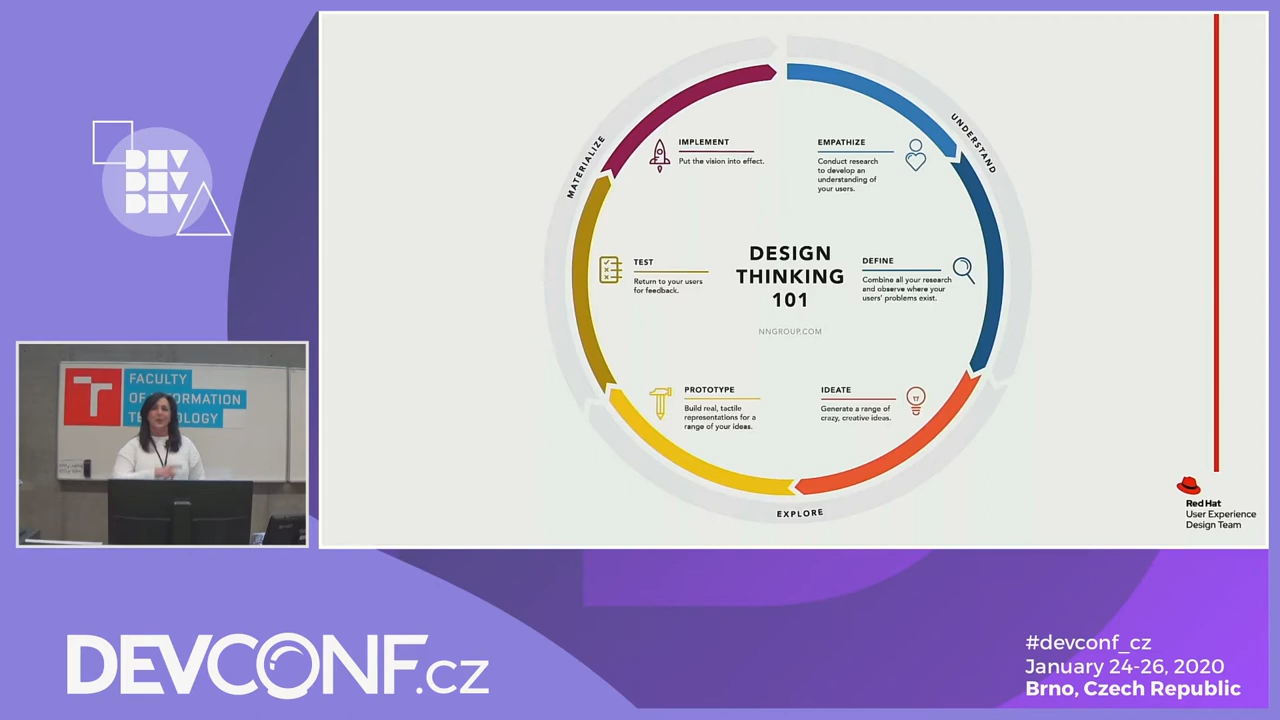 DEV
DEV
DEV
FACULTY
OF INFORMATION
TECHNOLOGY
MATERIALIZE
UNDERSTAND
EXPLORE
IMPLEMENT
Put the vision into effect.
EMPATHIZE
Conduct research
to develop an
understanding of
your users.
TEST
Return to your users
for feedback.
DESIGN
THINKING
101
NNGROUP.COM
DEFINE
Combine all your research
and observe where your
users' problems exist.
PROTOTYPE
Build real, tactile
representations for a
range of your ideas.
IDEATE
Generate a range of
crazy, creative ideas.
Red Hat
User Experience
Design Team
DEVCONF.cz
#devconf_cz
January 24-26, 2020
Brno, Czech Republic